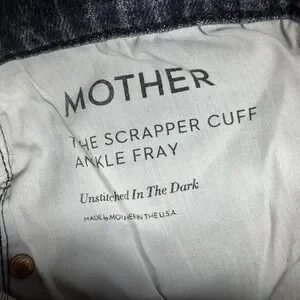 MOTHER
THE SCRAPPER CUFF
ANKLE FRAY
Unstitched In The Dark
MADE by MOTHER IN THE U.S.A.